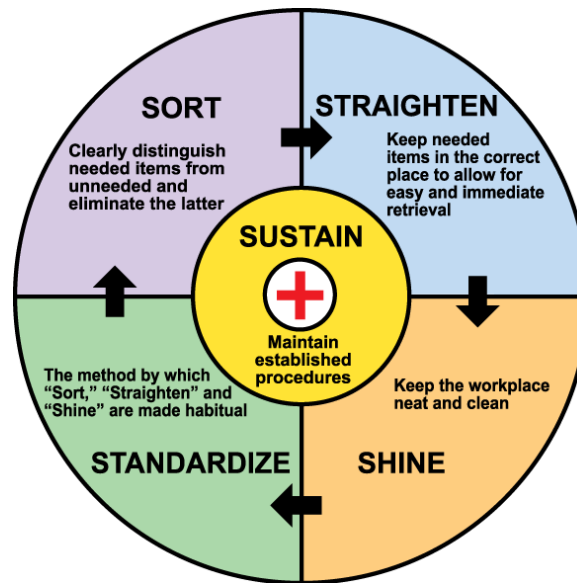 SORT
Clearly distinguish
needed items from
unneeded and
eliminate the latter
STRAIGHTEN
Keep needed
items in the correct
place to allow for
easy and immediate
retrieval
SUSTAIN
Maintain
established
procedures
The method by which
“Sort,” “Straighten” and
“Shine” are made habitual
STANDARDIZE
Keep the workplace
neat and clean
SHINE